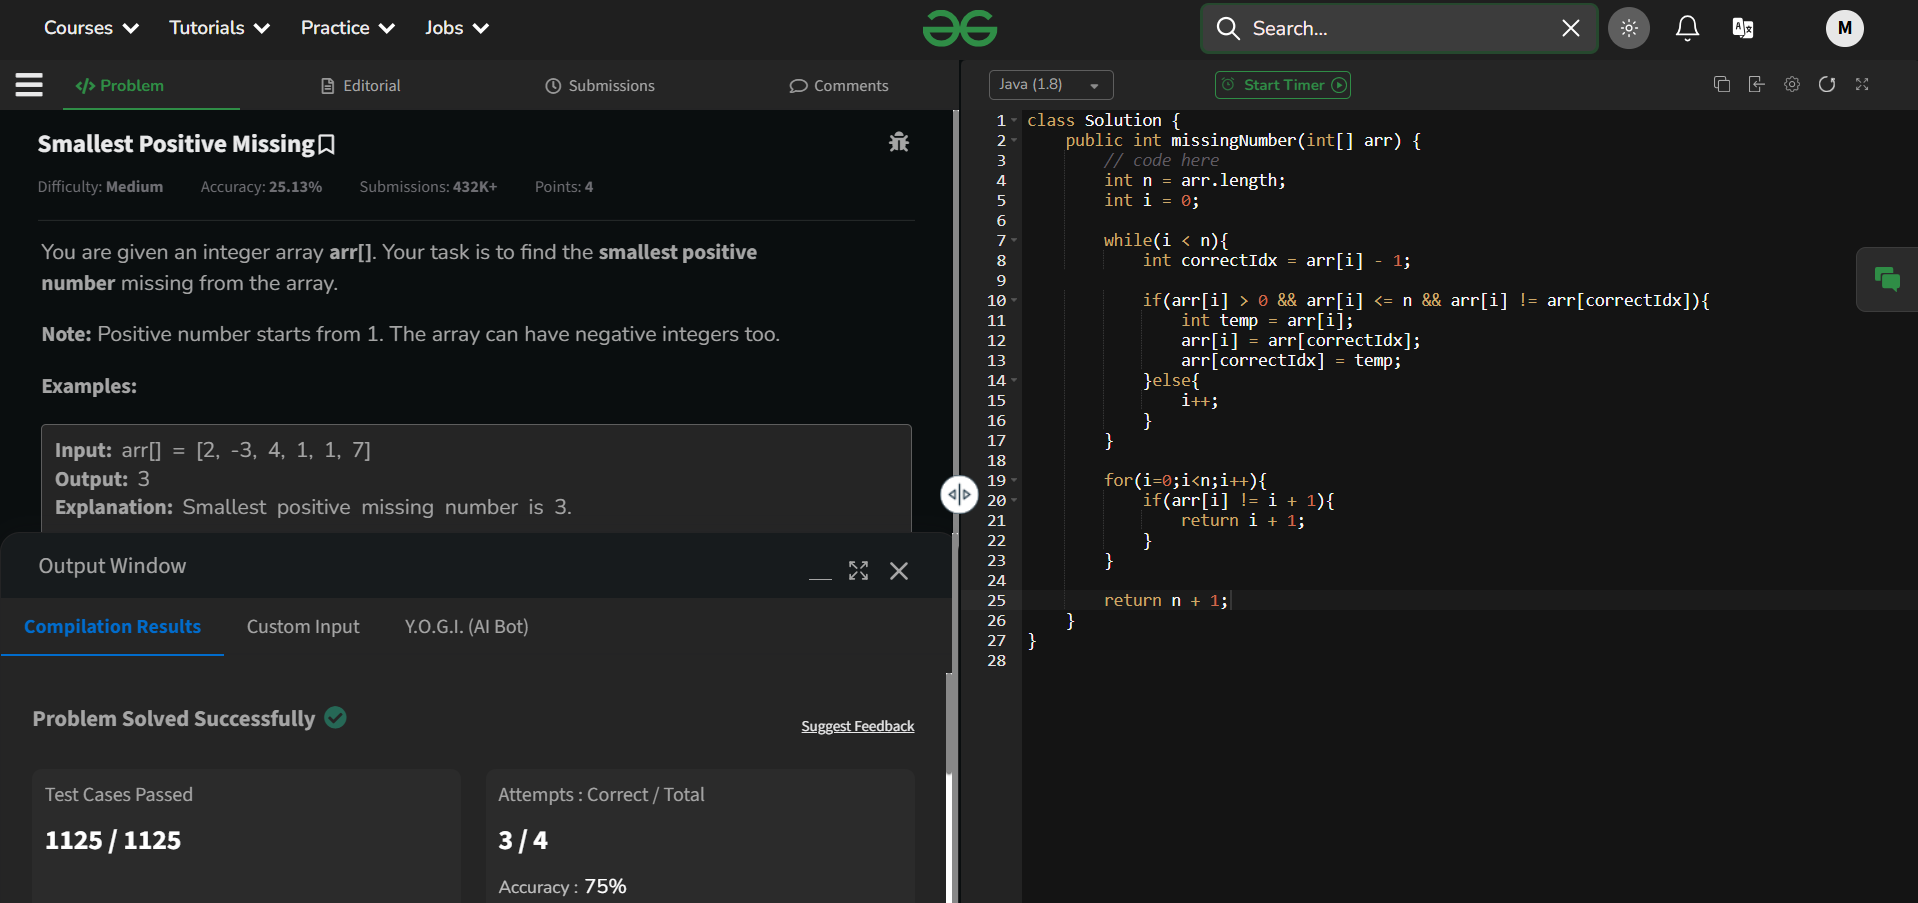 Courses Tutorials Practice Jobs Search... M
Problem Editorial Submissions Comments
Smallest Positive Missing
Difficulty: Medium Accuracy: 25.13% Submissions: 432K+ Points: 4
You are given an integer array arr[]. Your task is to find the smallest positive
number missing from the array.
Note: Positive number starts from 1. The array can have negative integers too.
Examples:
Input: arr[] = [2, -3, 4, 1, 1, 7]
Output: 3
Explanation: Smallest positive missing number is 3.
Output Window
Compilation Results Custom Input Y.O.G.I. (AI Bot)
Problem Solved Successfully
Suggest Feedback
Test Cases Passed
1125 / 1125
Attempts : Correct / Total
3 / 4
Accuracy : 75%
Java (1.8) Start Timer
1 class Solution {
2 public int missingNumber(int[] arr) {
3 // code here
4 int n = arr.length;
5 int i = 0;
6
7 while(i < n){
8 int correctIdx = arr[i] - 1;
9
10 if(arr[i] > 0 && arr[i] <= n && arr[i] != arr[correctIdx]){
11 int temp = arr[i];
12 arr[i] = arr[correctIdx];
13 arr[correctIdx] = temp;
14 }else{
15 i++;
16 }
17 }
18
19 for(i=0;i<n;i++){
20 if(arr[i] != i + 1){
21 return i + 1;
22 }
23 }
24
25 return n + 1;
26 }
27 }
28